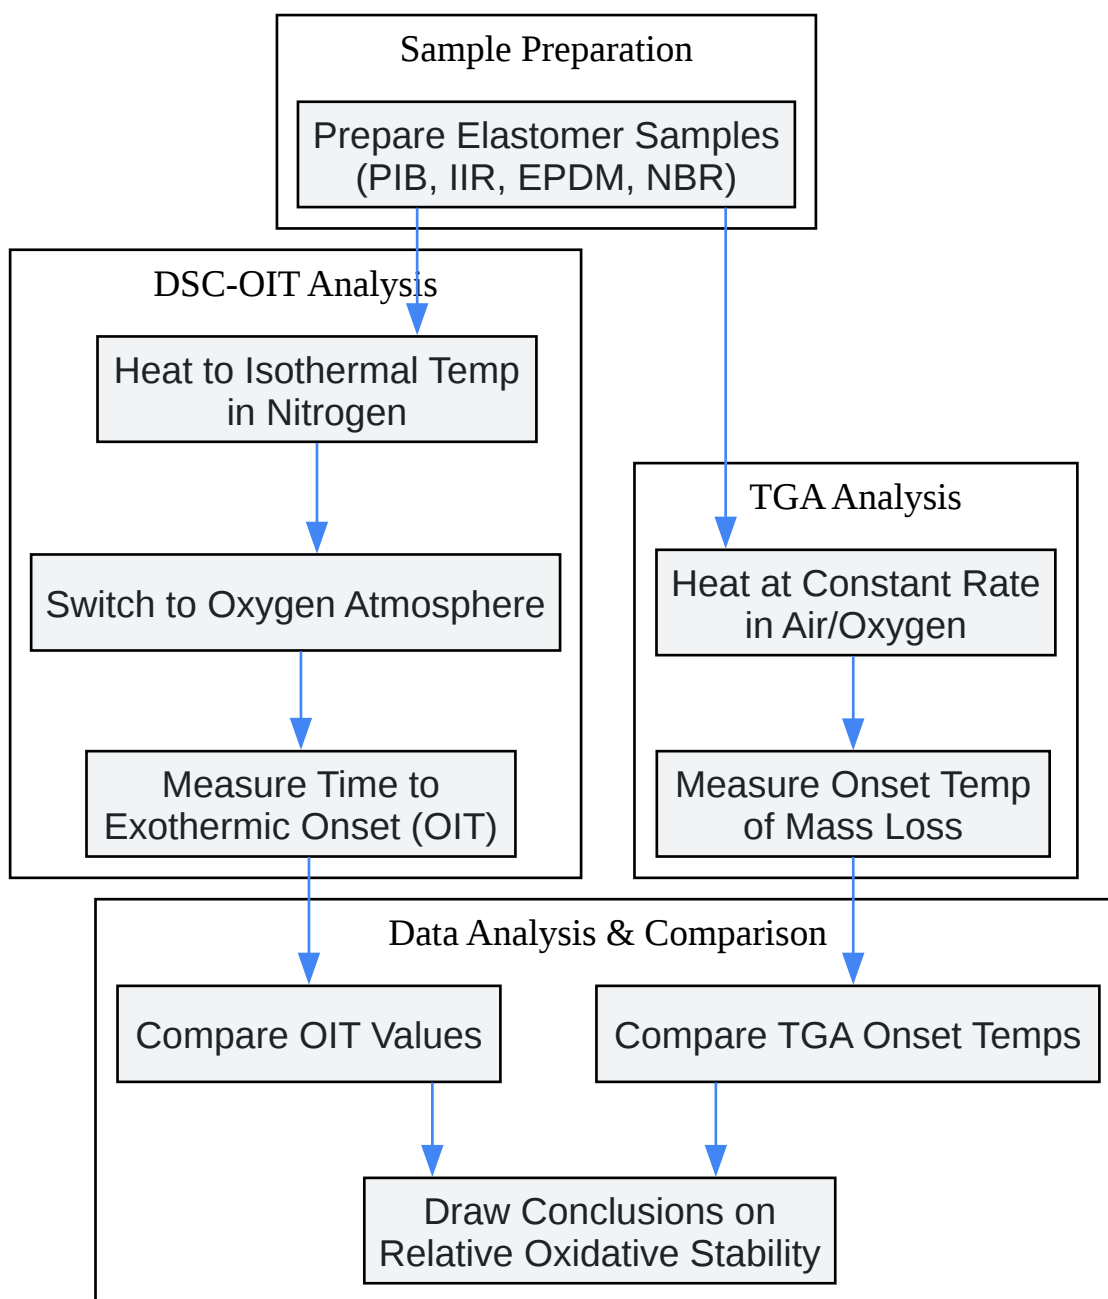 Sample Preparation
Prepare Elastomer Samples
(PIB, IIR, EPDM, NBR)
DSC-OIT Analysis
Heat to Isothermal Temp
in Nitrogen
Switch to Oxygen Atmosphere
Measure Time to
Exothermic Onset (OIT)
TGA Analysis
Heat at Constant Rate
in Air/Oxygen
Measure Onset Temp
of Mass Loss
Data Analysis & Comparison
Compare OIT Values
Compare TGA Onset Temps
Draw Conclusions on
Relative Oxidative Stability